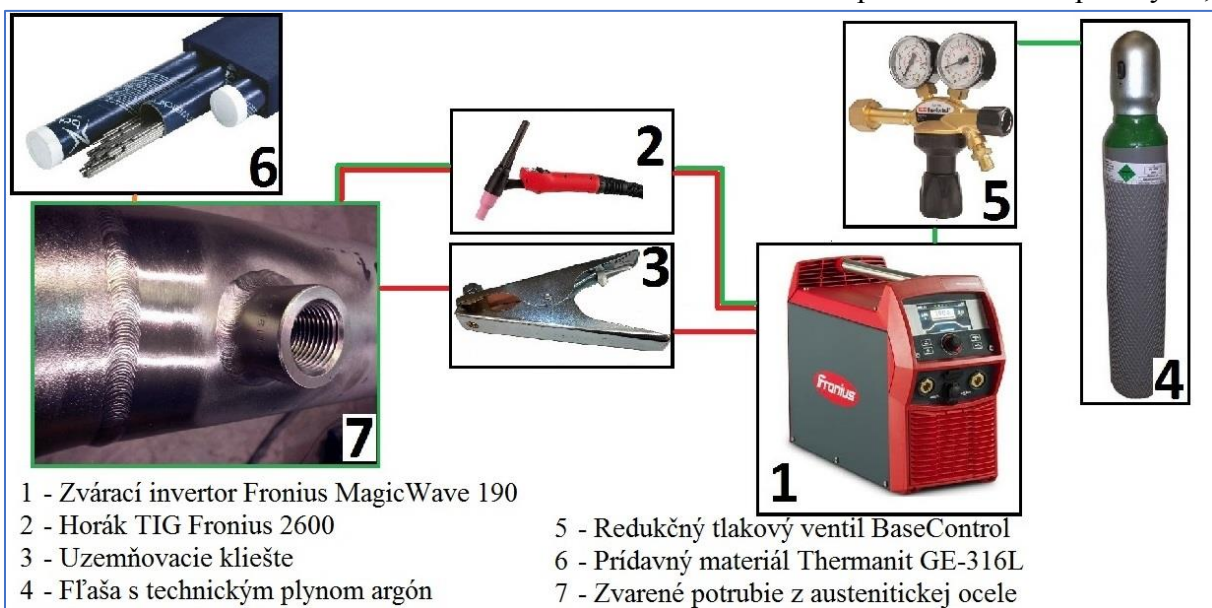 6
2
5
3
4
7
1
Fronius
1 - Zvárací invertor Fronius MagicWave 190
2 - Horák TIG Fronius 2600
3 - Uzemňovacie kliešte
4 - Fľaša s technickým plynom argón
5 - Redukčný tlakový ventil BaseControl
6 - Prídavný materiál Thermanit GE-316L
7 - Zvarené potrubie z austenitickej ocele